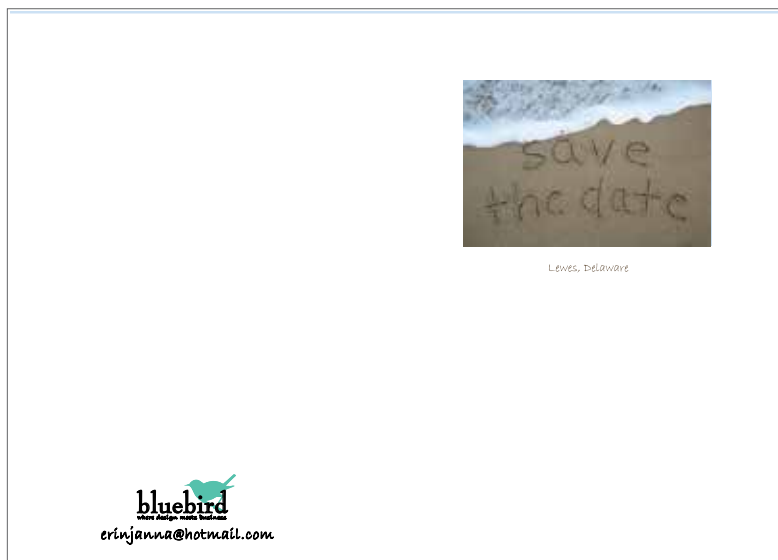 save
the date
Lewes, Delaware
bluebird
where design meets business
erinjanna@hotmail.com